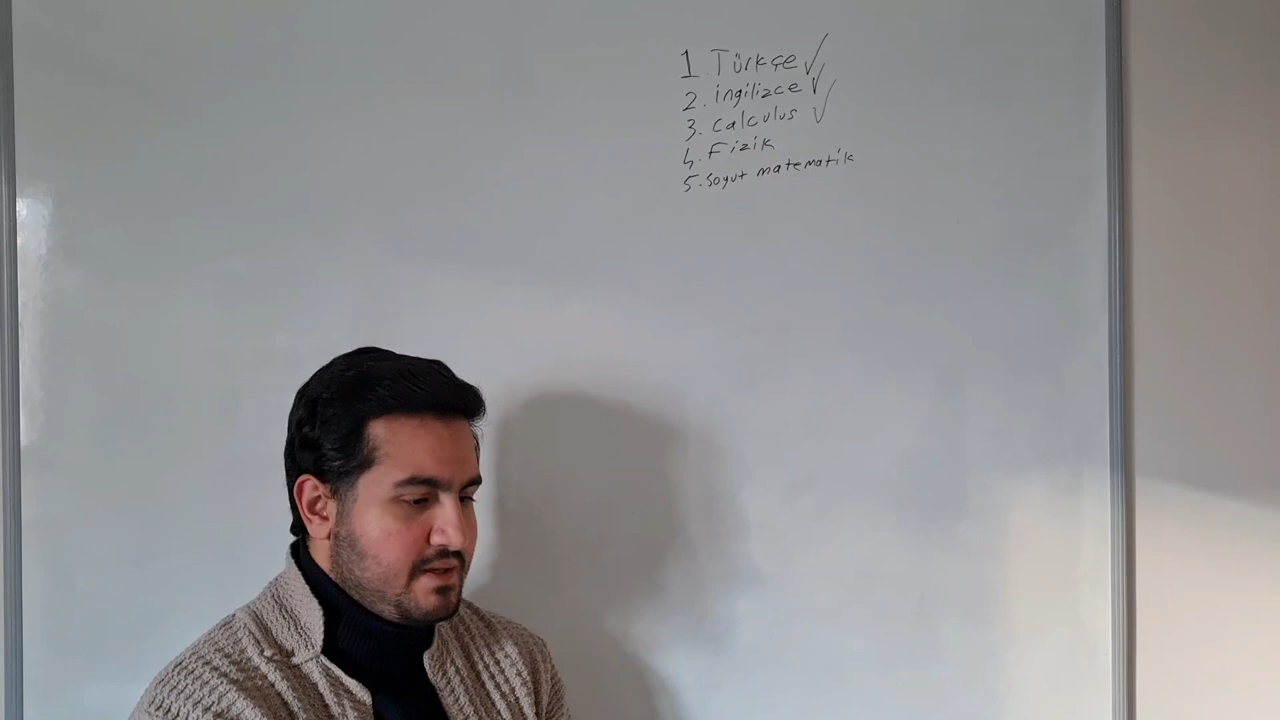 1. Türkçe ✓
2. ingilizce ✓
3. calculus ✓
4. Fizik
5. Soyut matematik